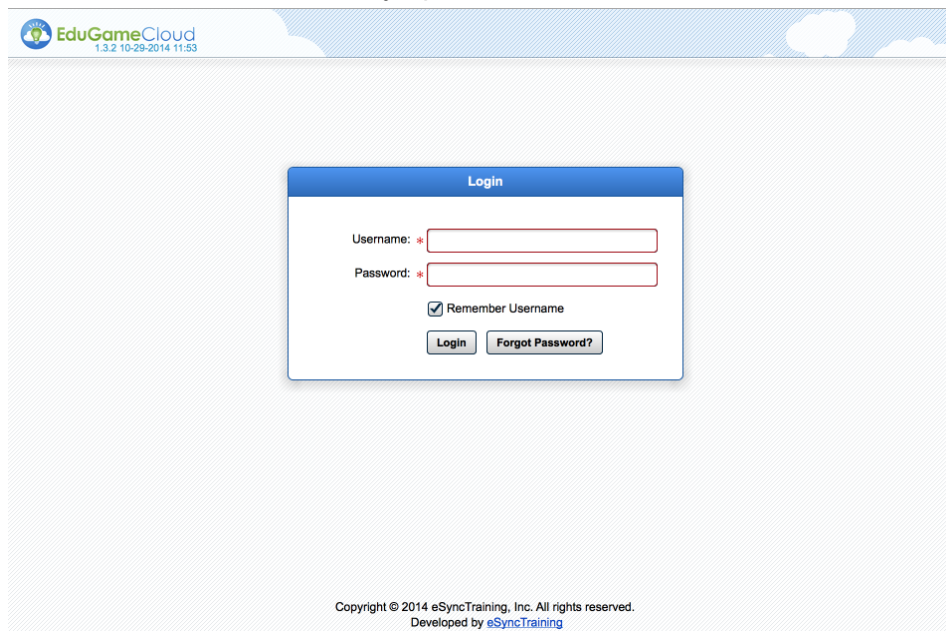 EduGameCloud
1.3.2 10-29-2014 11:53
Login
Username: *
Password: *
Remember Username
Login Forgot Password?
Copyright © 2014 eSyncTraining, Inc. All rights reserved.
Developed by eSyncTraining